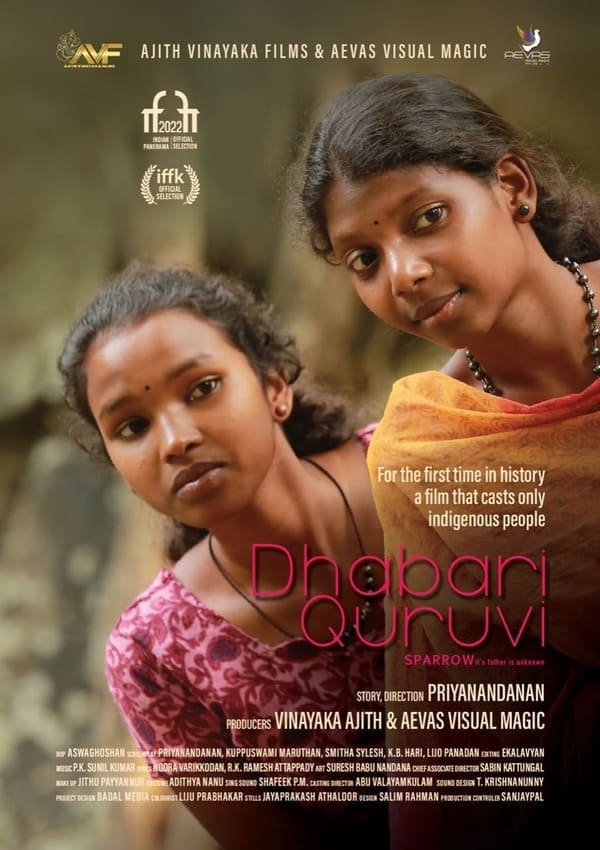 AVF
AJITH VINAYAKA FILMS & AEVAS VISUAL MAGIC
AEVAS
VISUAL MAGIC
iffi
2022
INDIAN PANORAMA | OFFICIAL SELECTION
iffk
OFFICIAL
SELECTION
For the first time in history
a film that casts only
indigenous people
Dhabari
Quruvi
SPARROW it's father is unknown
STORY, DIRECTION PRIYANANDANAN
PRODUCERS VINAYAKA AJITH & AEVAS VISUAL MAGIC
DOP ASWAGHOSHAN SCREENPLAY PRIYANANDANAN, KUPPUSWAMI MARUTHAN, SMITHA SYLESH, K.B. HARI, LIJO PANADAN EDITING EKALAVVYAN
MUSIC P.K. SUNIL KUMAR LYRICS NOORA VARIKKODAN, R.K. RAMESH ATTAPPADY ART SURESH BABU NANDANA CHIEF ASSOCIATE DIRECTOR SABIN KATTUNGAL
MAKE UP JITHU PAYYANNUR COSTUME ADITHYA NANU SING SOUND SHAFEEK P.M. CASTING DIRECTOR ABU VALAYAMKULAM SOUND DESIGN T. KRISHNANUNNY
PROJECT DESIGN BADAL MEDIA COLOURIST LIJU PRABHAKAR STILLS JAYAPRAKASH ATHALOOR DESIGN SALIM RAHMAN PRODUCTION CONTROLER SANJAYPAL